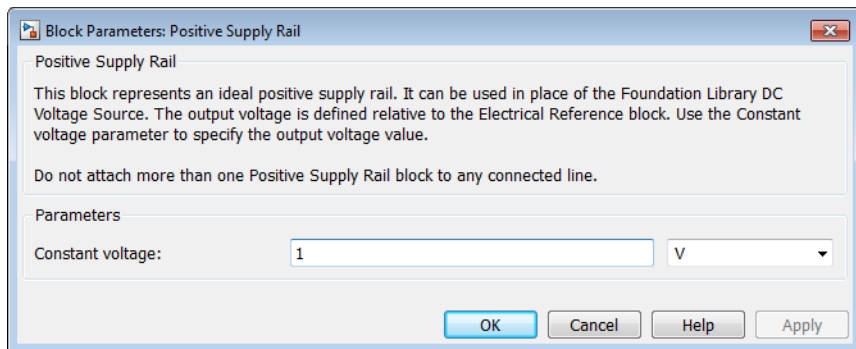 Block Parameters: Positive Supply Rail
Positive Supply Rail
This block represents an ideal positive supply rail. It can be used in place of the Foundation Library DC
Voltage Source. The output voltage is defined relative to the Electrical Reference block. Use the Constant
voltage parameter to specify the output voltage value.
Do not attach more than one Positive Supply Rail block to any connected line.
Parameters
Constant voltage: 1 V
OK Cancel Help Apply